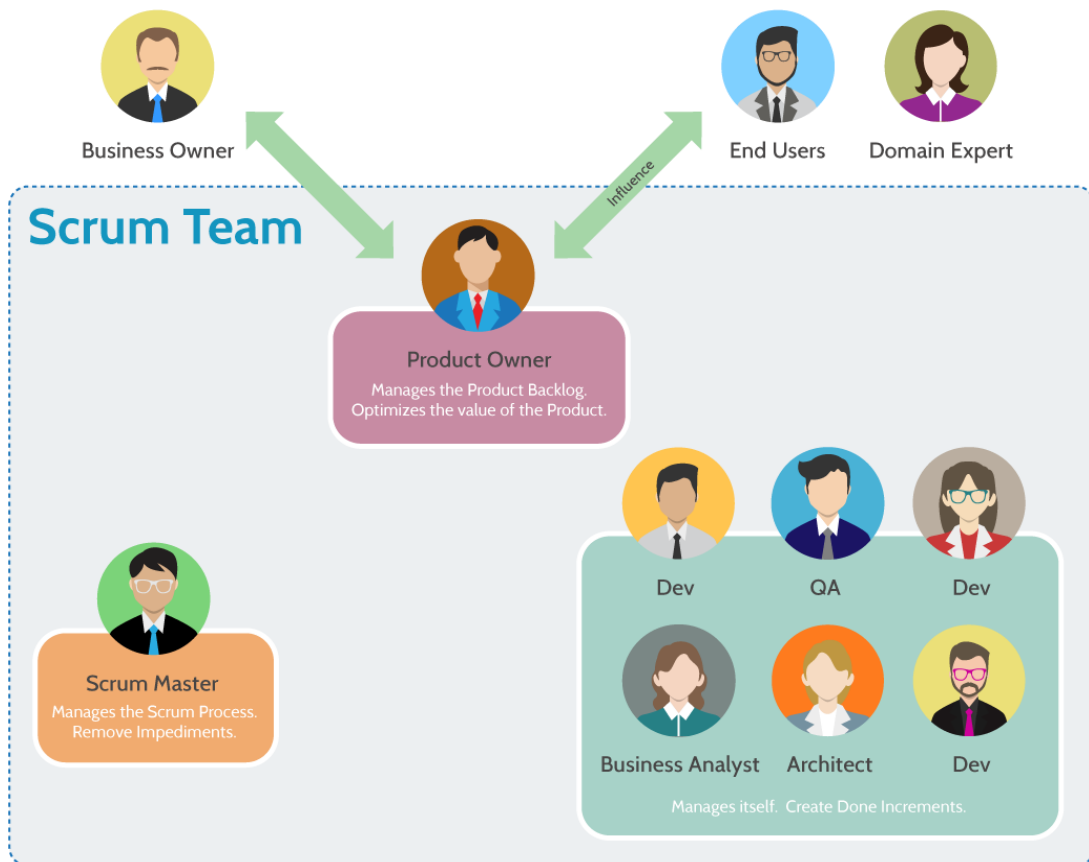 Business Owner
End Users
Domain Expert
Influence
Scrum Team
Product Owner
Manages the Product Backlog.
Optimizes the value of the Product.
Dev
QA
Dev
Scrum Master
Manages the Scrum Process.
Remove Impediments.
Business Analyst
Architect
Dev
Manages itself. Create Done Increments.